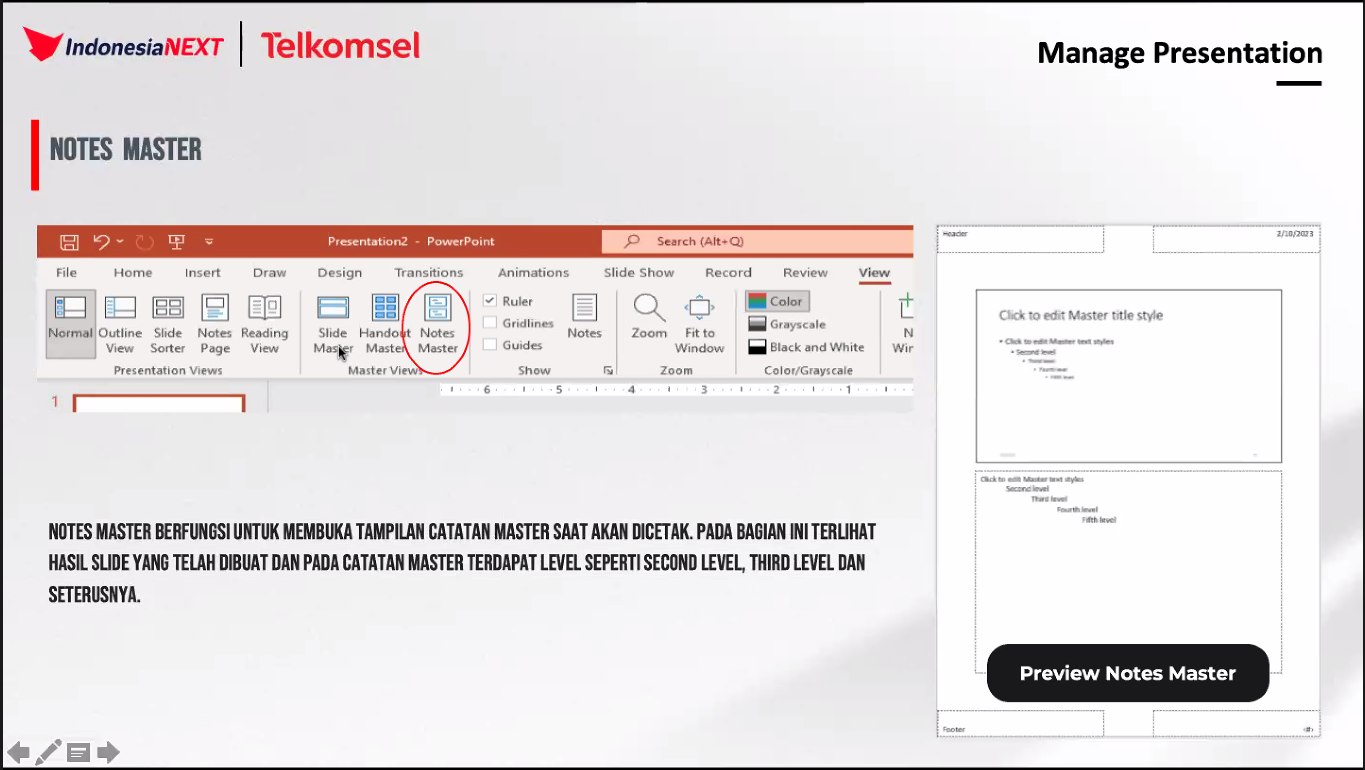 IndonesiaNEXT
Telkomsel
Manage Presentation
NOTES MASTER
Presentation2 - PowerPoint
Search (Alt+Q)
File Home Insert Draw Design Transitions Animations Slide Show Record Review View
Normal
Outline View
Slide Sorter
Notes Page
Reading View
Presentation Views
Slide Master
Handout Master
Notes Master
Master Views
Ruler
Gridlines
Guides
Notes
Show
Zoom
Fit to Window
Zoom
Color
Grayscale
Black and White
Color/Grayscale
N
Win
1
6 5 4 3 2 1
Header
2/10/2023
Click to edit Master title style
• Click to edit Master text styles
• Second level
• Third level
• Fourth level
• Fifth level
Click to edit Master text styles
Second level
Third level
Fourth level
Fifth level
Preview Notes Master
Footer
‹#›
NOTES MASTER BERFUNGSI UNTUK MEMBUKA TAMPILAN CATATAN MASTER SAAT AKAN DICETAK. PADA BAGIAN INI TERLIHAT
HASIL SLIDE YANG TELAH DIBUAT DAN PADA CATATAN MASTER TERDAPAT LEVEL SEPERTI SECOND LEVEL, THIRD LEVEL DAN
SETERUSNYA.